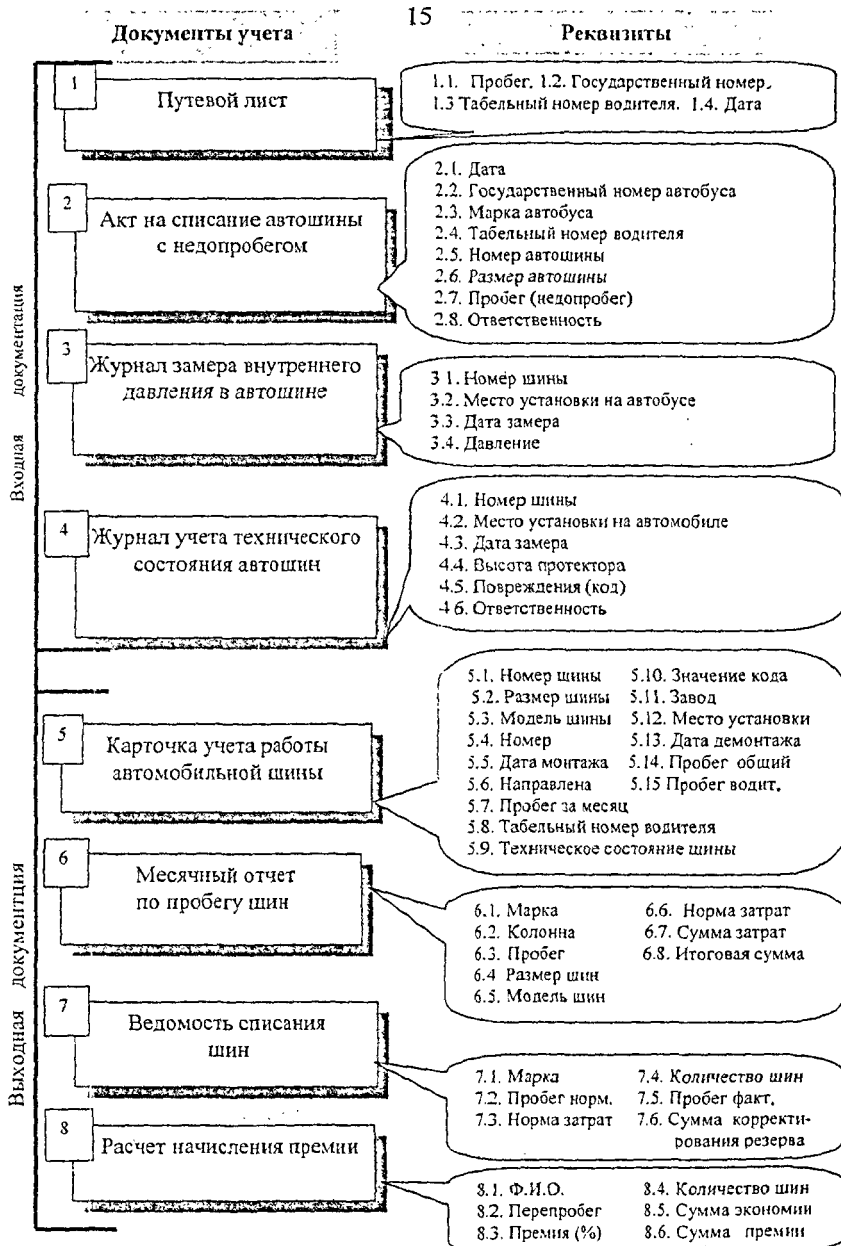 15
Документы учета
Реквизиты
1
Путевой лист
1.1. Пробег. 1.2. Государственный номер.
1.3 Табельный номер водителя. 1.4. Дата
2
Акт на списание автошины
с недопробегом
2.1. Дата
2.2. Государственный номер автобуса
2.3. Марка автобуса
2.4. Табельный номер водителя
2.5. Номер автошины
2.6. Размер автошины
2.7. Пробег (недопробег)
2.8. Ответственность
3
Журнал замера внутреннего
давления в автошине
3 1. Номер шины
3.2. Место установки на автобусе
3.3. Дата замера
3.4. Давление
4
Журнал учета технического
состояния автошин
4.1. Номер шины
4.2. Место установки на автомобиле
4.3. Дата замера
4.4. Высота протектора
4.5. Повреждения (код)
4 6. Ответственность
Входная документация
5
Карточка учета работы
автомобильной шины
5.1. Номер шины 5.10. Значение кода
5.2. Размер шины 5.11. Завод
5.3. Модель шины 5.12. Место установки
5.4. Номер 5.13. Дата демонтажа
5.5. Дата монтажа 5.14. Пробег общий
5.6. Направлена 5.15 Пробег водит.
5.7. Пробег за месяц
5.8. Табельный номер водителя
5.9. Техническое состояние шины
6
Месячный отчет
по пробегу шин
6.1. Марка 6.6. Норма затрат
6.2. Колонна 6.7. Сумма затрат
6.3. Пробег 6.8. Итоговая сумма
6.4 Размер шин
6.5. Модель шин
7
Ведомость списания
шин
7.1. Марка 7.4. Количество шин
7.2. Пробег норм. 7.5. Пробег факт.
7.3. Норма затрат 7.6. Сумма корректи-
рования резерва
8
Расчет начисления премии
8.1. Ф.И.О. 8.4. Количество шин
8.2. Перепробег 8.5. Сумма экономии
8.3. Премия (%) 8.6. Сумма премии
Выходная документция